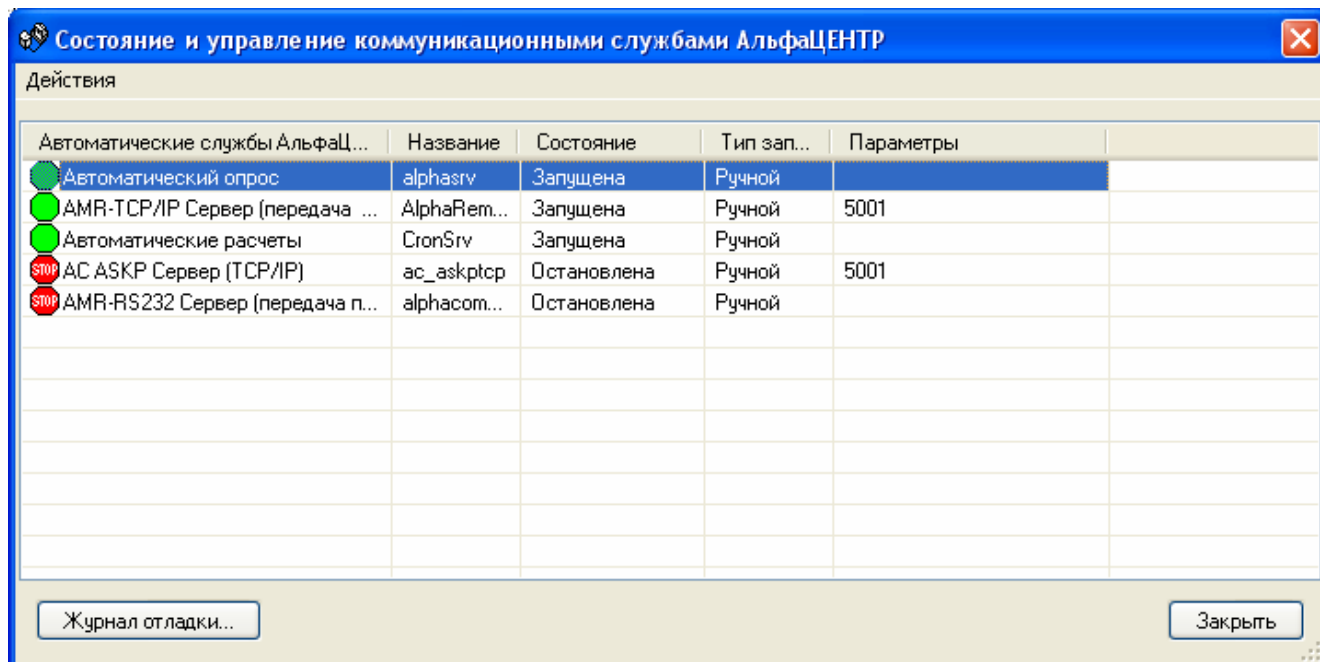 Состояние и управление коммуникационными службами АльфаЦЕНТР
Действия
Автоматические службы АльфаЦ... Название Состояние Тип зап... Параметры
Автоматический опрос alphasrv Запущена Ручной
AMR-TCP/IP Сервер (передача ... AlphaRem... Запущена Ручной 5001
Автоматические расчеты CronSrv Запущена Ручной
STOP AC ASKP Сервер (TCP/IP) ac_askptcp Остановлена Ручной 5001
STOP AMR-RS232 Сервер (передача п... alphacom... Остановлена Ручной
Журнал отладки... Закрыть